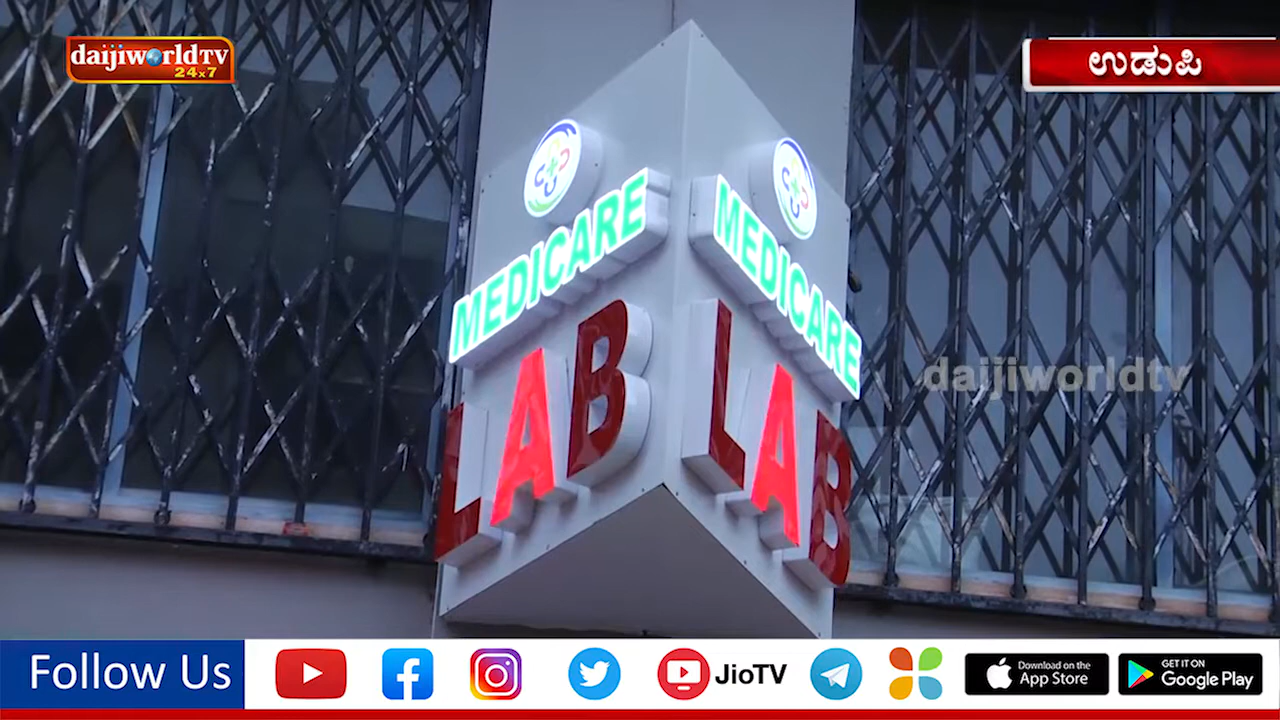 daijiworldTV
24x7
ಉಡುಪಿ
MEDICARE
LAB
MEDICARE
LAB
daijiworldtv
Follow Us
JioTV
Download on the
App Store
GET IT ON
Google Play